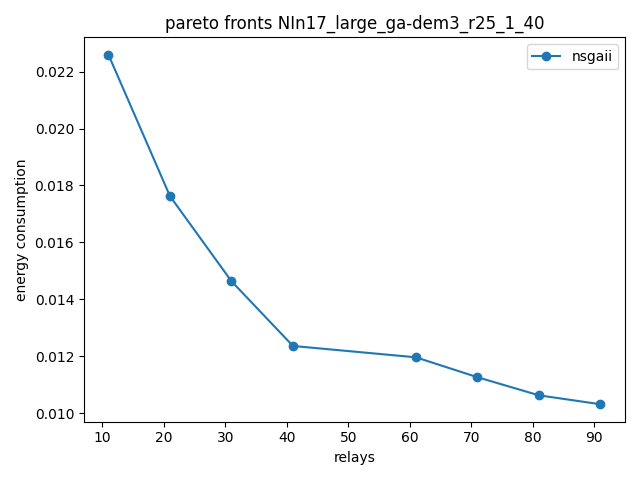 pareto fronts NIn17_large_ga-dem3_r25_1_40
nsgaii
0.022
0.020
0.018
0.016
0.014
0.012
0.010
energy consumption
10 20 30 40 50 60 70 80 90
relays